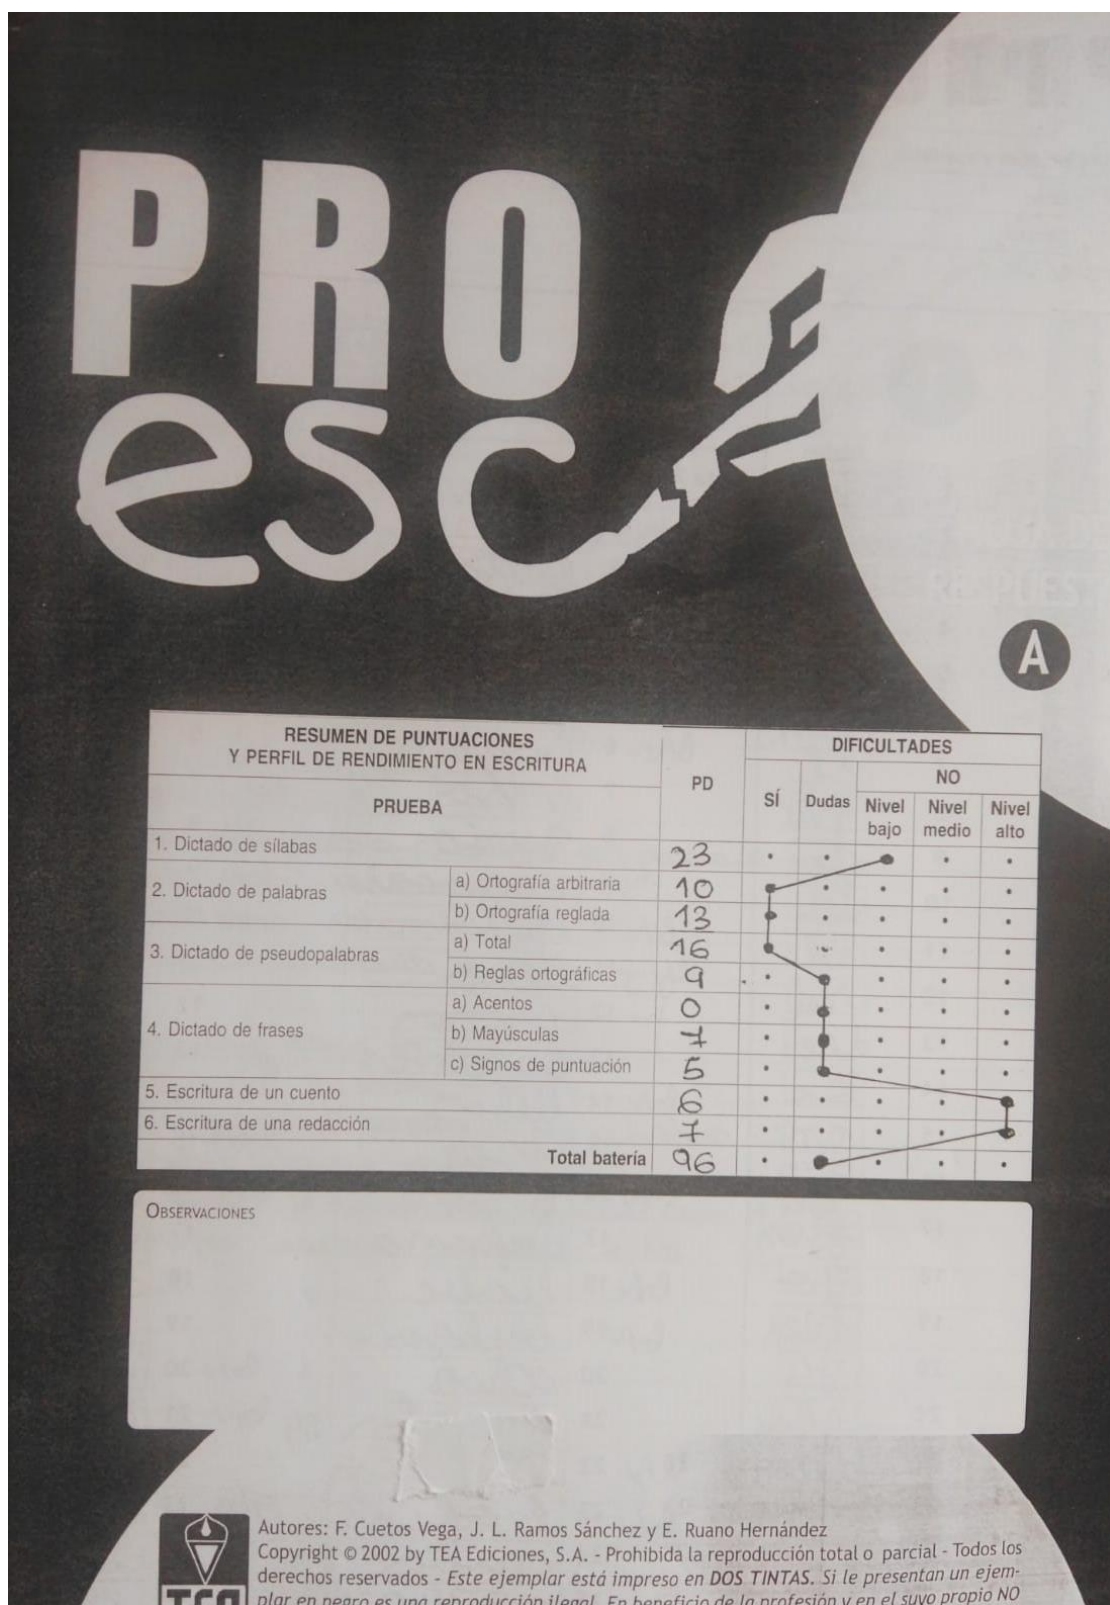 PRO
esc
A
RESUMEN DE PUNTUACIONES
Y PERFIL DE RENDIMIENTO EN ESCRITURA
PD
DIFICULTADES
NO
SÍ
Dudas
Nivel bajo
Nivel medio
Nivel alto
PRUEBA
1. Dictado de sílabas 23
2. Dictado de palabras
a) Ortografía arbitraria 10
b) Ortografía reglada 13
3. Dictado de pseudopalabras
a) Total 16
b) Reglas ortográficas 9
4. Dictado de frases
a) Acentos 0
b) Mayúsculas 7
c) Signos de puntuación 5
5. Escritura de un cuento 6
6. Escritura de una redacción 7
Total batería 96
OBSERVACIONES
TEA
Autores: F. Cuetos Vega, J. L. Ramos Sánchez y E. Ruano Hernández
Copyright © 2002 by TEA Ediciones, S.A. - Prohibida la reproducción total o parcial - Todos los
derechos reservados - Este ejemplar está impreso en DOS TINTAS. Si le presentan un ejem-
plar en negro es una reproducción ilegal. En beneficio de la profesión y en el suyo propio NO